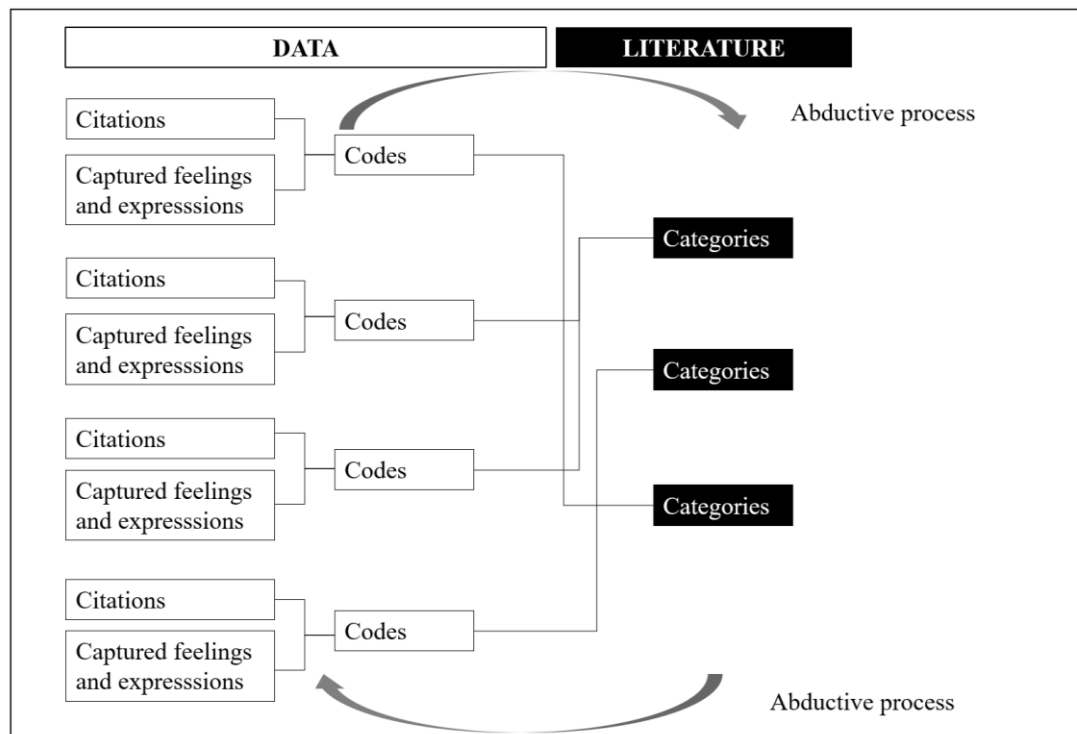 DATA
LITERATURE
Abductive process
Citations
Captured feelings
and expresssions
Codes
Categories
Citations
Captured feelings
and expresssions
Codes
Categories
Citations
Captured feelings
and expresssions
Codes
Categories
Citations
Captured feelings
and expresssions
Codes
Abductive process